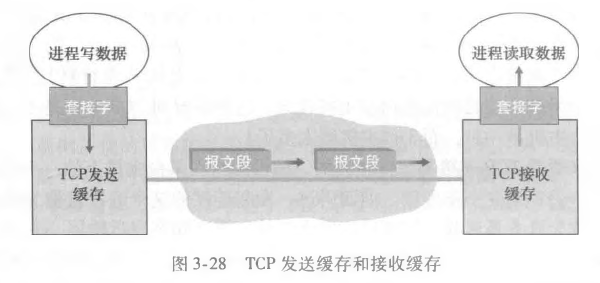 进程写数据
进程读取数据
套接字
套接字
报文段
报文段
TCP发送
缓存
TCP接收
缓存
图 3-28 TCP 发送缓存和接收缓存